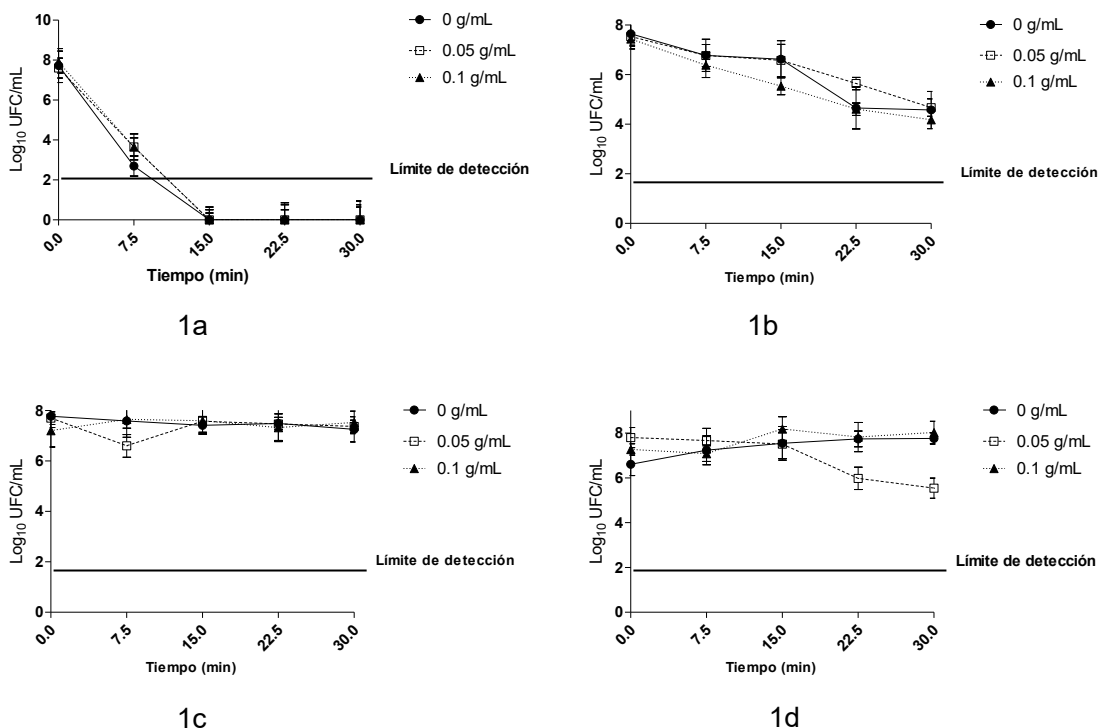 10
8
6
4
2
0
Log₁₀ UFC/mL
0.0
7.5
15.0
22.5
30.0
Tiempo (min)
0 g/mL
0.05 g/mL
0.1 g/mL
Límite de detección
1a
8
6
4
2
0
Log₁₀ UFC/mL
0.0
7.5
15.0
22.5
30.0
Tiempo (min)
0 g/mL
0.05 g/mL
0.1 g/mL
Límite de detección
1b
8
6
4
2
0
Log₁₀ UFC/mL
0.0
7.5
15.0
22.5
30.0
Tiempo (min)
0 g/mL
0.05 g/mL
0.1 g/mL
Límite de detección
1c
8
6
4
2
0
Log₁₀ UFC/mL
0.0
7.5
15.0
22.5
30.0
Tiempo (min)
0 g/mL
0.05 g/mL
0.1 g/mL
Límite de detección
1d